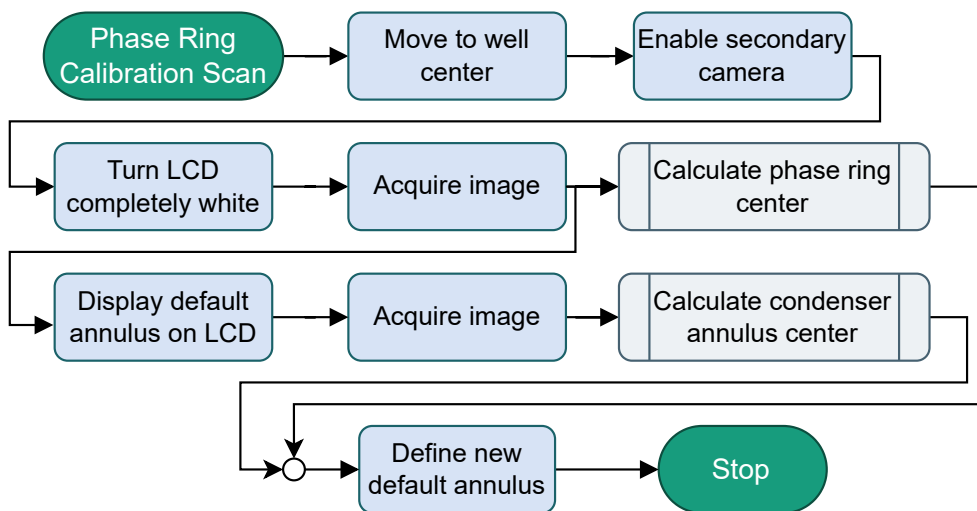 Phase Ring
Calibration Scan
Move to well
center
Enable secondary
camera
Turn LCD
completely white
Acquire image
Calculate phase ring
center
Display default
annulus on LCD
Acquire image
Calculate condenser
annulus center
Define new
default annulus
Stop